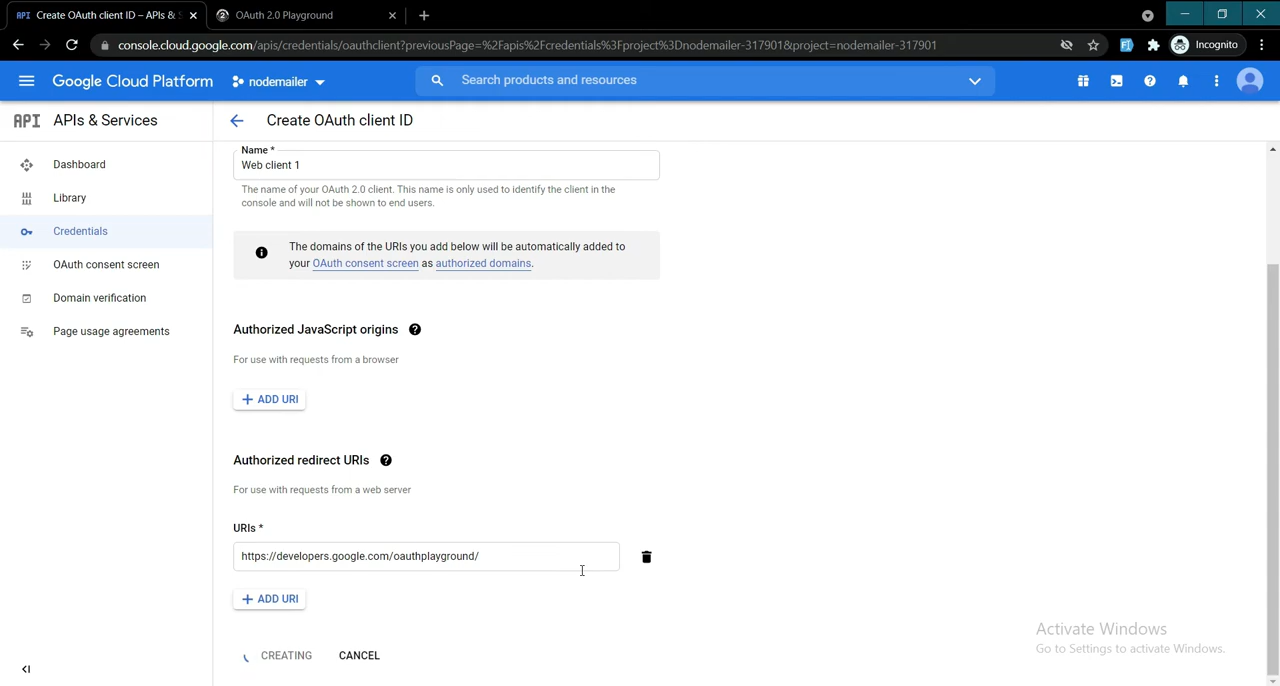 API Create OAuth client ID – APIs & S
OAuth 2.0 Playground
console.cloud.google.com/apis/credentials/oauthclient?previousPage=%2Fapis%2Fcredentials%3Fproject%3Dnodemailer-317901&project=nodemailer-317901
Incognito
Google Cloud Platform
nodemailer
Search products and resources
API APIs & Services
Create OAuth client ID
Dashboard
Library
Credentials
OAuth consent screen
Domain verification
Page usage agreements
Name *
Web client 1
The name of your OAuth 2.0 client. This name is only used to identify the client in the
console and will not be shown to end users.
The domains of the URIs you add below will be automatically added to
your OAuth consent screen as authorized domains.
Authorized JavaScript origins
For use with requests from a browser
+ ADD URI
Authorized redirect URIs
For use with requests from a web server
URIs *
https://developers.google.com/oauthplayground/
+ ADD URI
CREATING CANCEL
Activate Windows
Go to Settings to activate Windows.